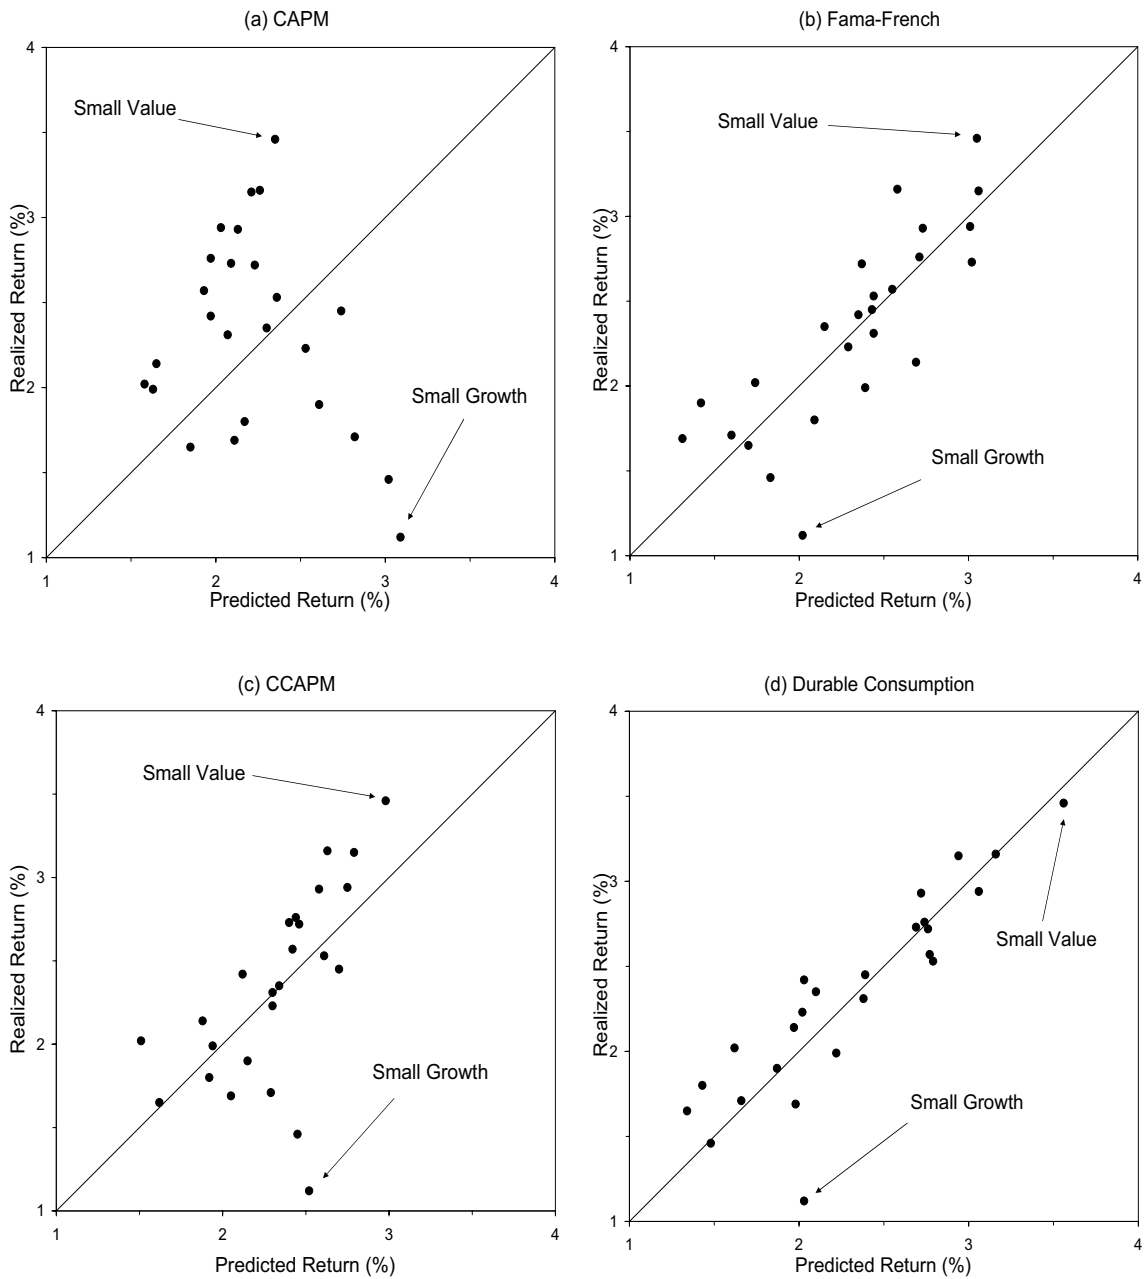 (a) CAPM
4
Small Value
3
Realized Return (%)
2
Small Growth
1
1 2 3 4
Predicted Return (%)
(b) Fama-French
4
Small Value
3
Realized Return (%)
2
Small Growth
1
1 2 3 4
Predicted Return (%)
(c) CCAPM
4
Small Value
3
Realized Return (%)
2
Small Growth
1
1 2 3 4
Predicted Return (%)
(d) Durable Consumption
4
3
Small Value
Realized Return (%)
2
Small Growth
1
1 2 3 4
Predicted Return (%)